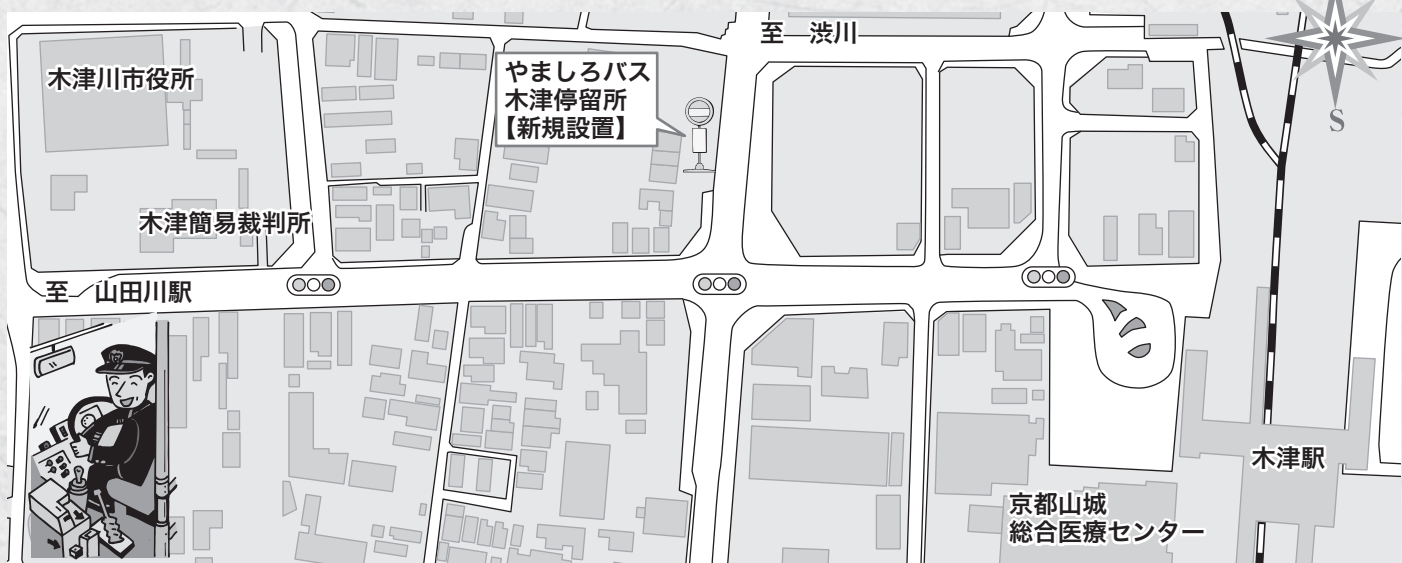 至　渋川
木津川市役所
やましろバス
木津停留所
【新規設置】
S
木津簡易裁判所
至　山田川駅
木津駅
京都山城
総合医療センター